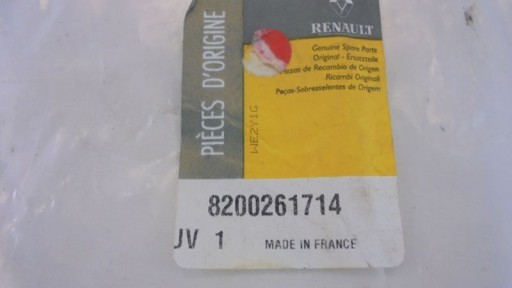 RENAULT
PIÈCES D'ORIGINE
Genuine Spare Parts
Original - Ersatzteile
Piezas de Recambio de Origen
Ricambi Originali
Peças-Sobresselentes de Origem
WE2Y1G
8200261714
UV 1 MADE IN FRANCE